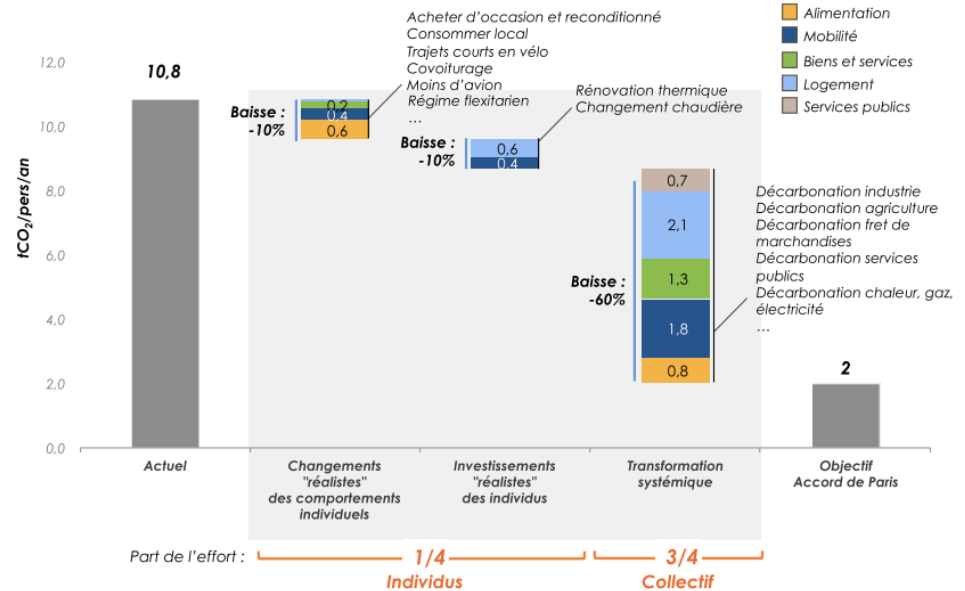 Acheter d'occasion et reconditionné
Consommer local
Trajets courts en vélo
Covoiturage
Moins d'avion
Régime flexitarien
...
Rénovation thermique
Changement chaudière
Alimentation
Mobilité
Biens et services
Logement
Services publics
tCO₂/pers/an
12,0
10,0
8,0
6,0
4,0
2,0
0,0
10,8
Baisse :
-10%
0.2
0.4
0,6
Baisse :
-10%
0,6
0.4
Baisse :
-60%
0,7
2,1
1,3
1,8
0,8
Décarbonation industrie
Décarbonation agriculture
Décarbonation fret de
marchandises
Décarbonation services
publics
Décarbonation chaleur, gaz,
électricité
...
2
Actuel
Changements
"réalistes"
des comportements
individuels
Investissements
"réalistes"
des individus
Transformation
systémique
Objectif
Accord de Paris
Part de l'effort :
1/4
Individus
3/4
Collectif